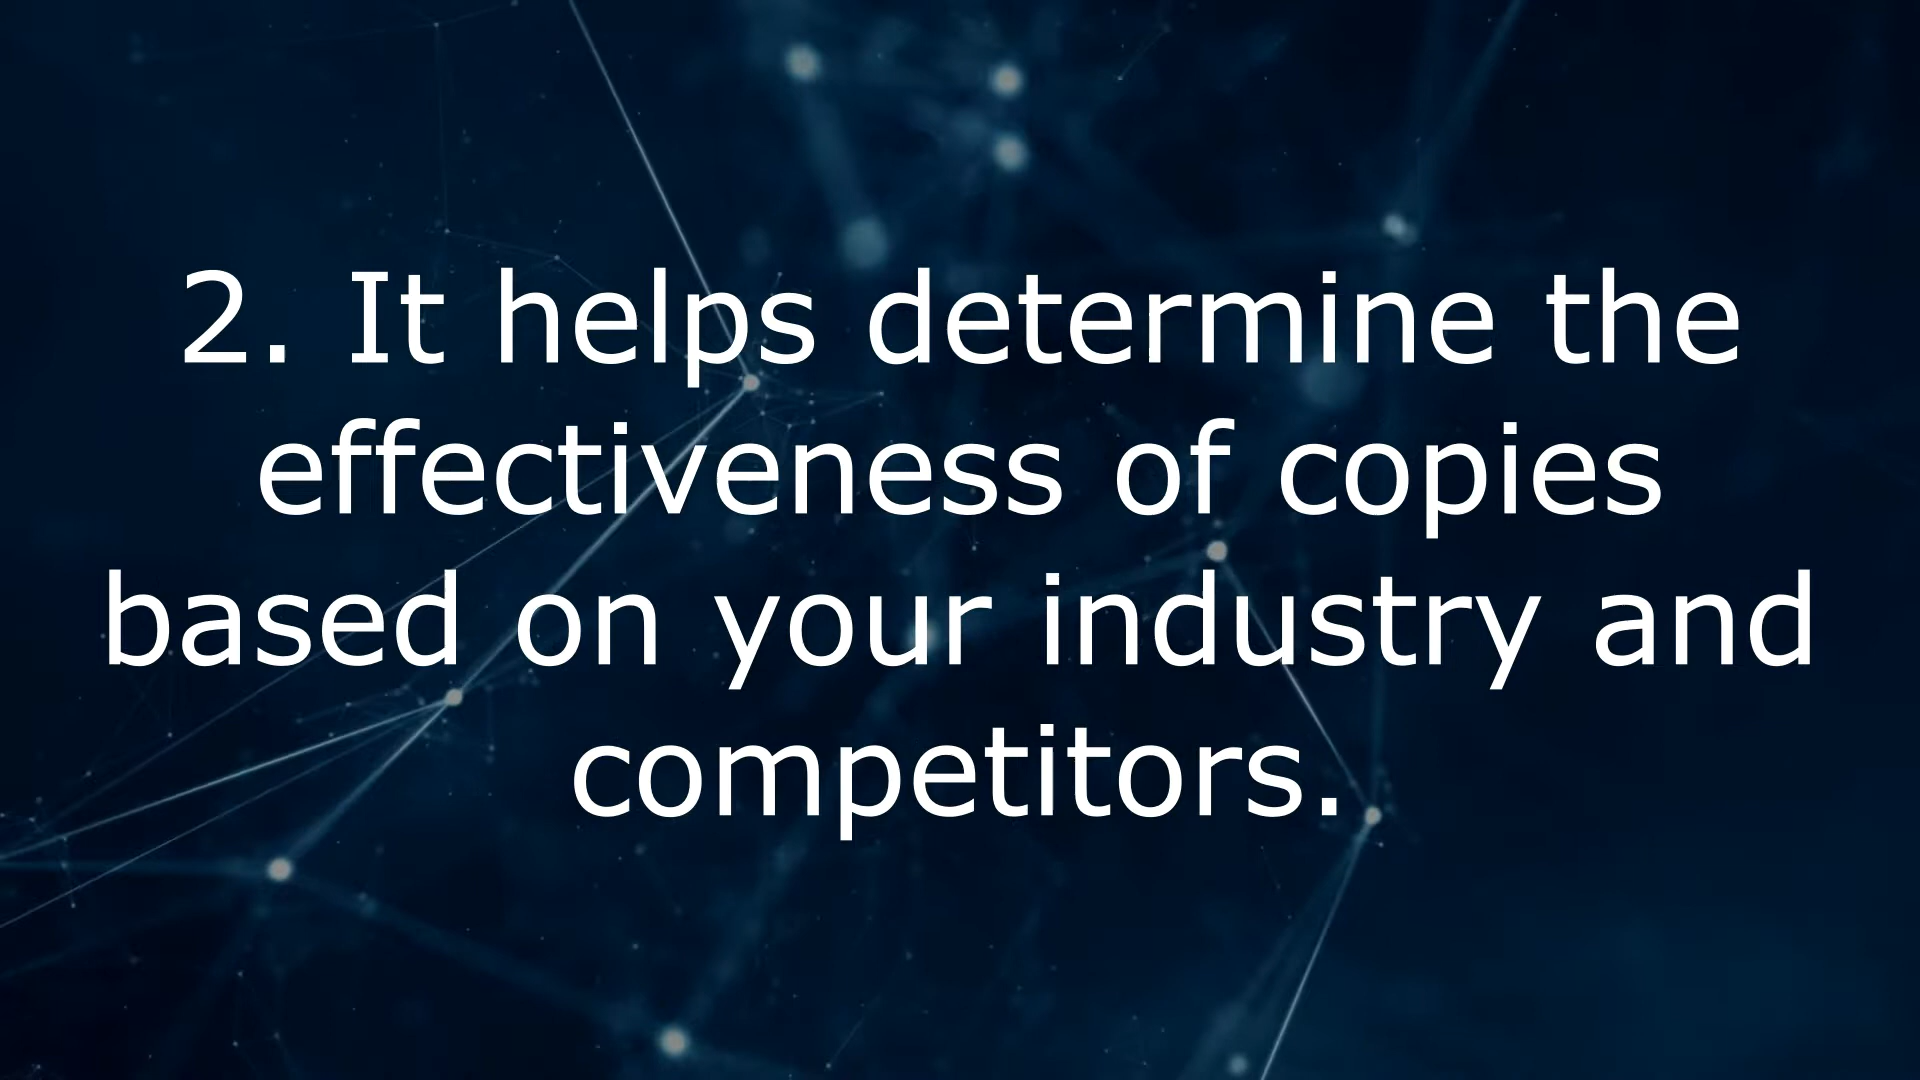 2. It helps determine the
effectiveness of copies
based on your industry and
competitors.